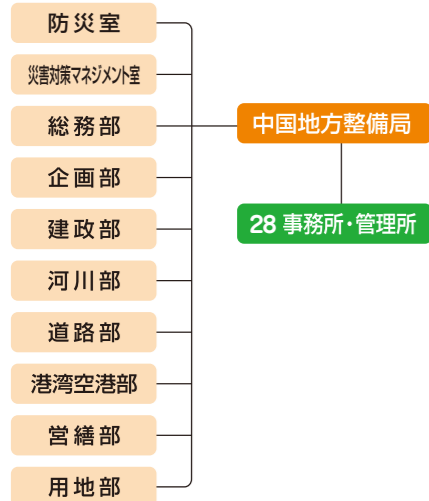 防災室
災害対策マネジメント室
総務部
企画部
建政部
河川部
道路部
港湾空港部
営繕部
用地部
中国地方整備局
28 事務所・管理所